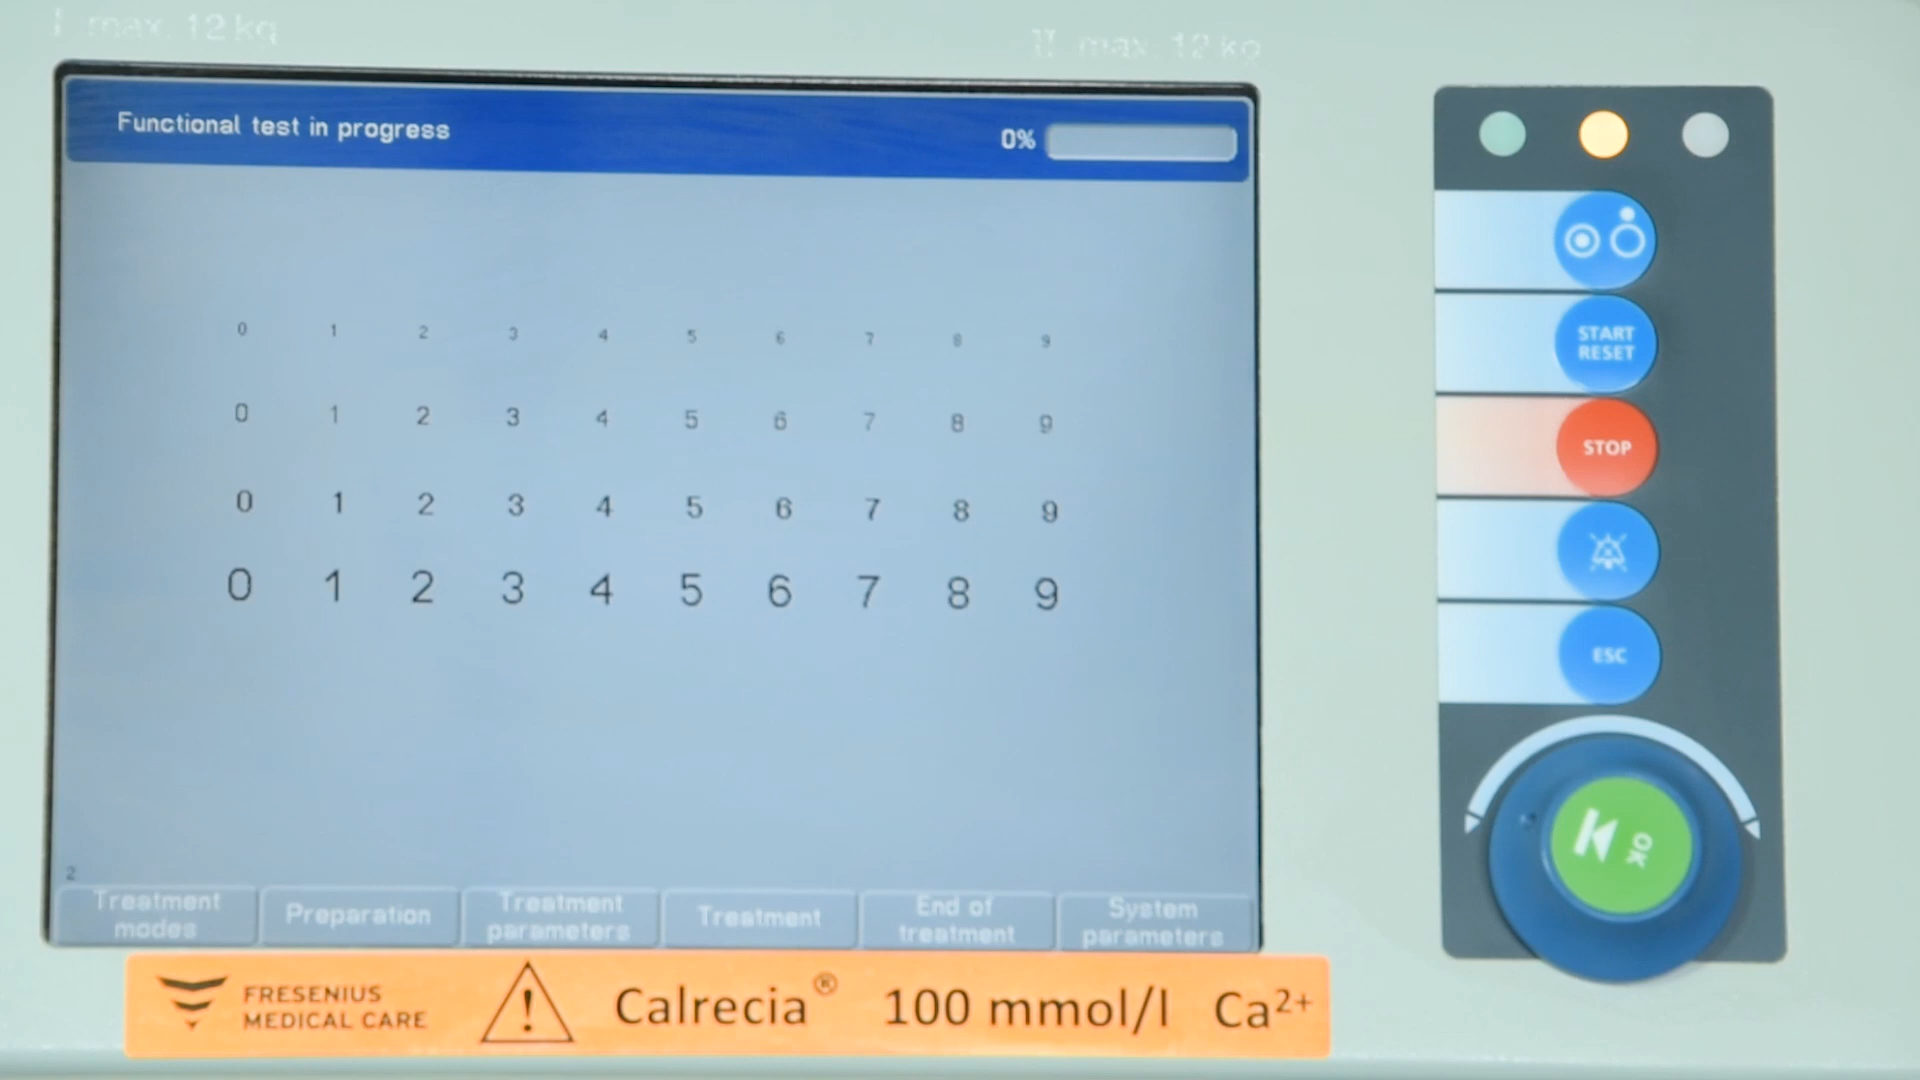 I max. 12 kg
II max. 12 kg
Functional test in progress
0%
0 1 2 3 4 5 6 7 8 9
0 1 2 3 4 5 6 7 8 9
0 1 2 3 4 5 6 7 8 9
0 1 2 3 4 5 6 7 8 9
2
Treatment modes
Preparation
Treatment parameters
Treatment
End of treatment
System parameters
START
RESET
STOP
ESC
OK
FRESENIUS
MEDICAL CARE
! Calrecia® 100 mmol/l Ca²⁺